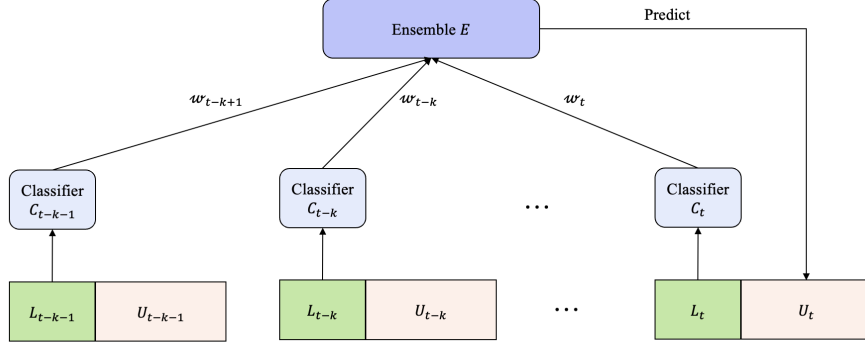 Ensemble E
Predict
w_{t−k+1}
w_{t−k}
w_t
Classifier
C_{t−k−1}
Classifier
C_{t−k}
...
Classifier
C_t
L_{t−k−1} U_{t−k−1}
L_{t−k} U_{t−k}
...
L_t U_t